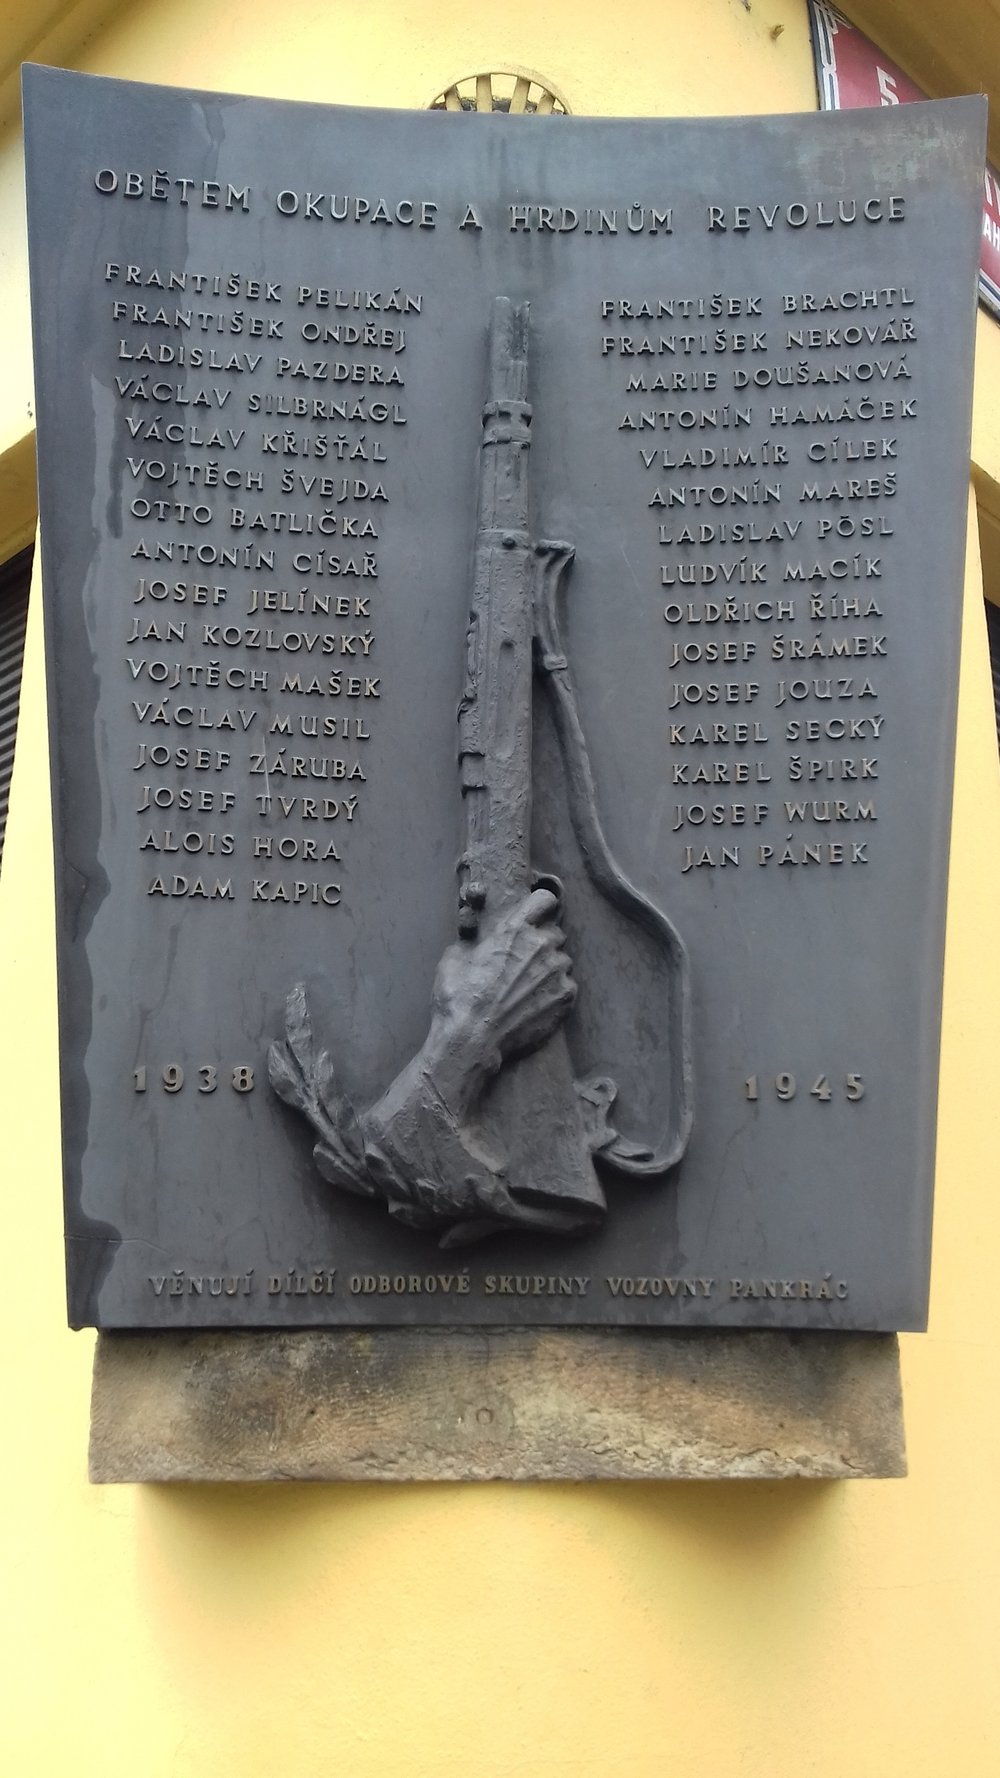 OBĚTEM OKUPACE A HRDINŮM REVOLUCE
FRANTIŠEK PELIKÁN
FRANTIŠEK ONDŘEJ
LADISLAV PAZDERA
VÁCLAV SILBRNÁGL
VÁCLAV KŘIŠŤÁL
VOJTĚCH ŠVEJDA
OTTO BATLIČKA
ANTONÍN CÍSAŘ
JOSEF JELÍNEK
JAN KOZLOVSKÝ
VOJTĚCH MAŠEK
VÁCLAV MUSIL
JOSEF ZÁRUBA
JOSEF TVRDÝ
ALOIS HORA
ADAM KAPIC
FRANTIŠEK BRACHTL
FRANTIŠEK NEKOVÁŘ
MARIE DOUŠANOVÁ
ANTONÍN HAMÁČEK
VLADIMÍR CÍLEK
ANTONÍN MAREŠ
LADISLAV PÖSL
LUDVÍK MACÍK
OLDŘICH ŘÍHA
JOSEF ŠRÁMEK
JOSEF JOUZA
KAREL SECKÝ
KAREL ŠPIRK
JOSEF WURM
JAN PÁNEK
1938 1945
VĚNUJÍ DÍLČÍ ODBOROVÉ SKUPINY VOZOVNY PANKRÁC